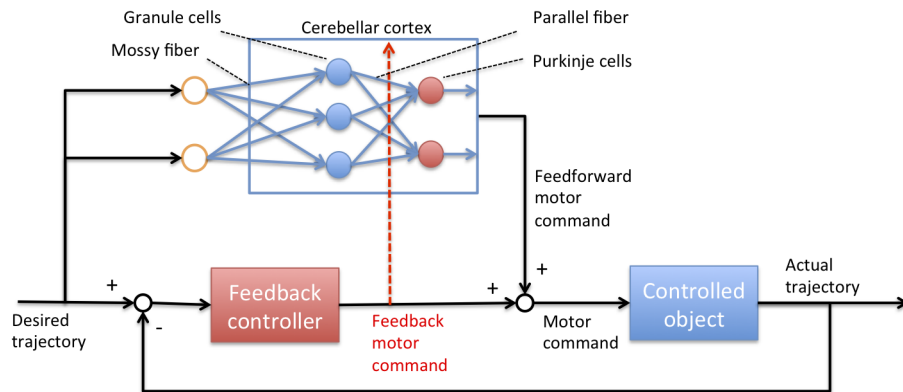 Granule cells
Parallel fiber
Cerebellar cortex
Mossy fiber
Purkinje cells
Feedforward
motor
command
+
+
+
-
Feedback
controller
Controlled
object
Actual
trajectory
Desired
trajectory
Feedback
motor
command
Motor
command